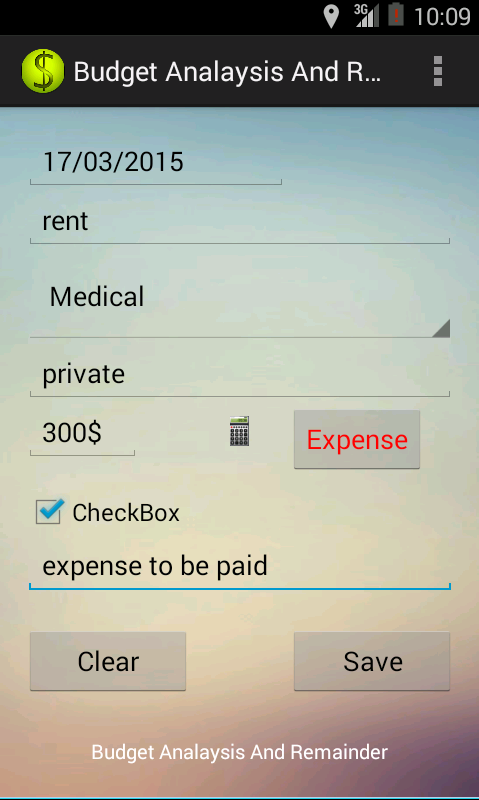 3G 10:09
Budget Analaysis And R...
17/03/2015
rent
Medical
private
300$
Expense
CheckBox
expense to be paid
Clear Save
Budget Analaysis And Remainder